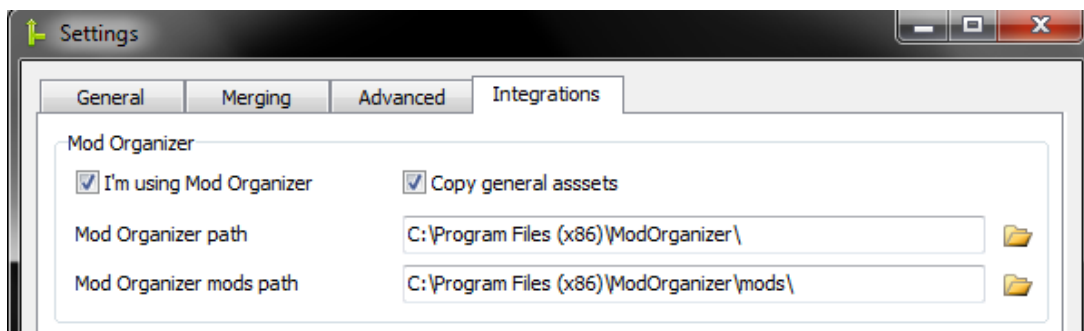 Settings
General Merging Advanced Integrations
Mod Organizer
I'm using Mod Organizer Copy general asssets
Mod Organizer path C:\Program Files (x86)\ModOrganizer\
Mod Organizer mods path C:\Program Files (x86)\ModOrganizer\mods\